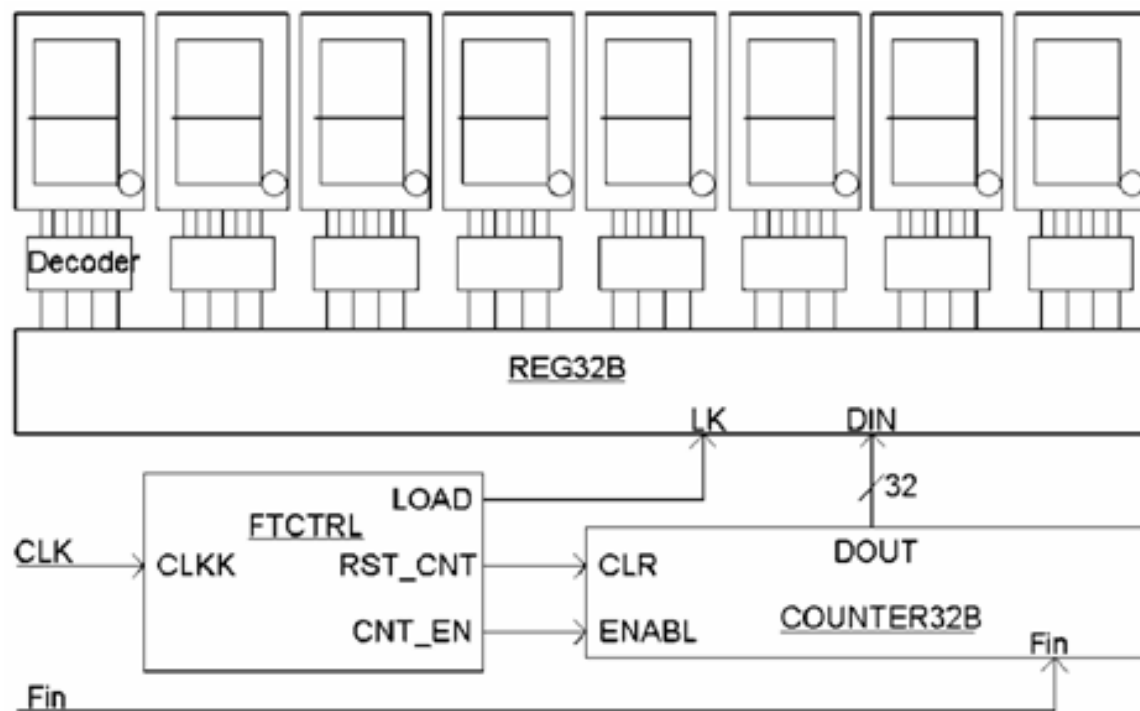 Decoder
REG32B
LK DIN
32
LOAD
FTCTRL
CLK CLKK RST_CNT CLR DOUT
CNT_EN ENABL COUNTER32B
Fin
Fin